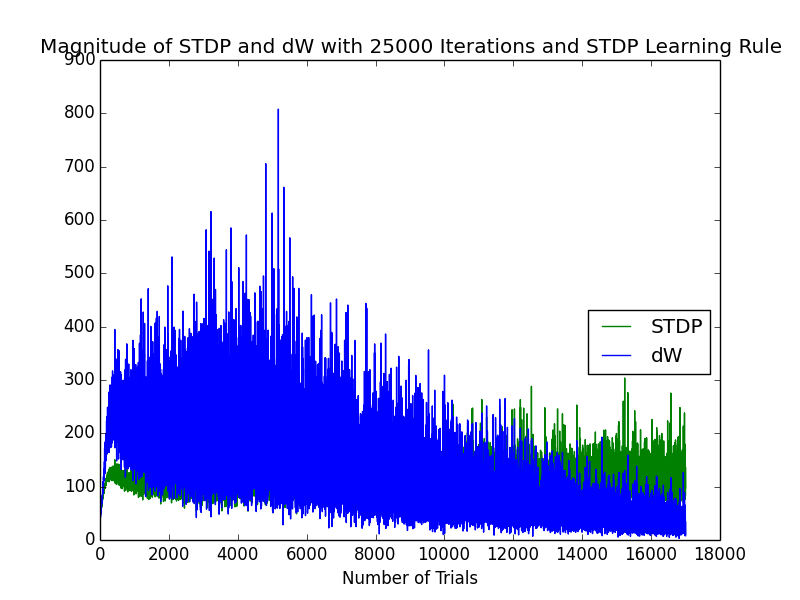 Magnitude of STDP and dW with 25000 Iterations and STDP Learning Rule
900
800
700
600
500
400
300
200
100
0
STDP
dW
0 2000 4000 6000 8000 10000 12000 14000 16000 18000
Number of Trials